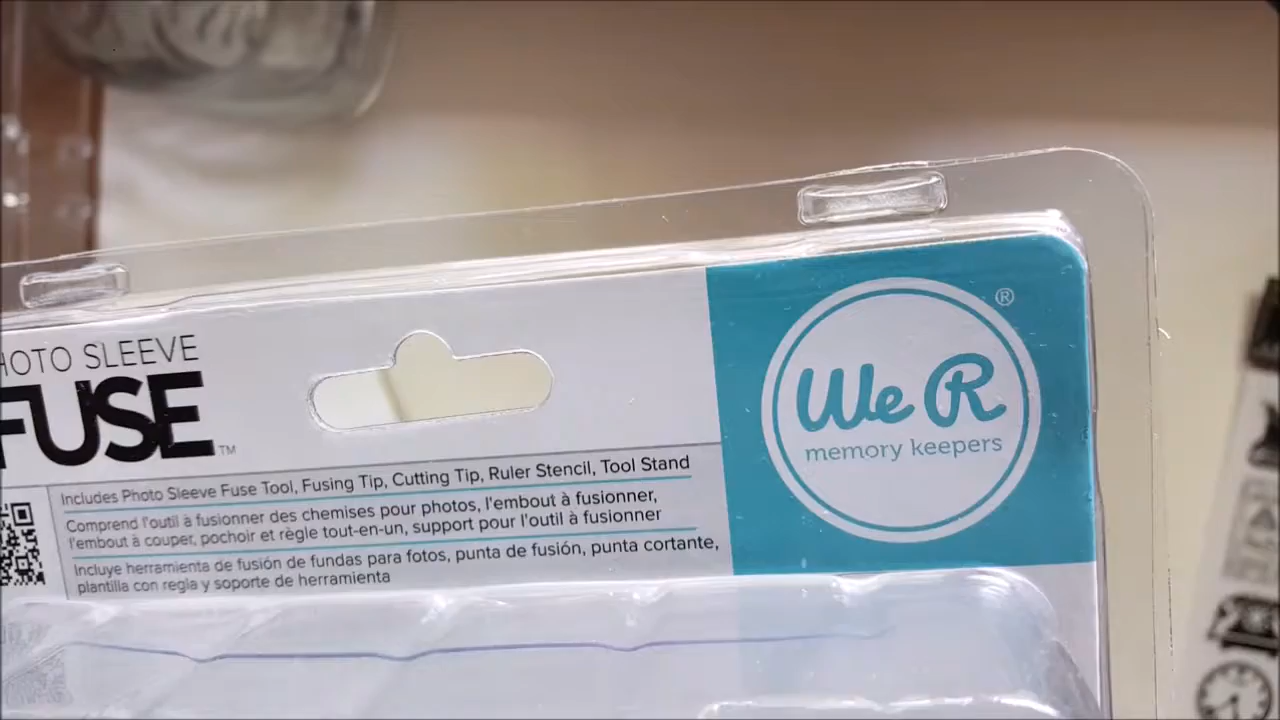 HOTO SLEEVE
FUSE™
Includes Photo Sleeve Fuse Tool, Fusing Tip, Cutting Tip, Ruler Stencil, Tool Stand
Comprend l'outil à fusionner des chemises pour photos, l'embout à fusionner,
l'embout à couper, pochoir et règle tout-en-un, support pour l'outil à fusionner
Incluye herramienta de fusión de fundas para fotos, punta de fusión, punta cortante,
plantilla con regla y soporte de herramienta
We R ®
memory keepers